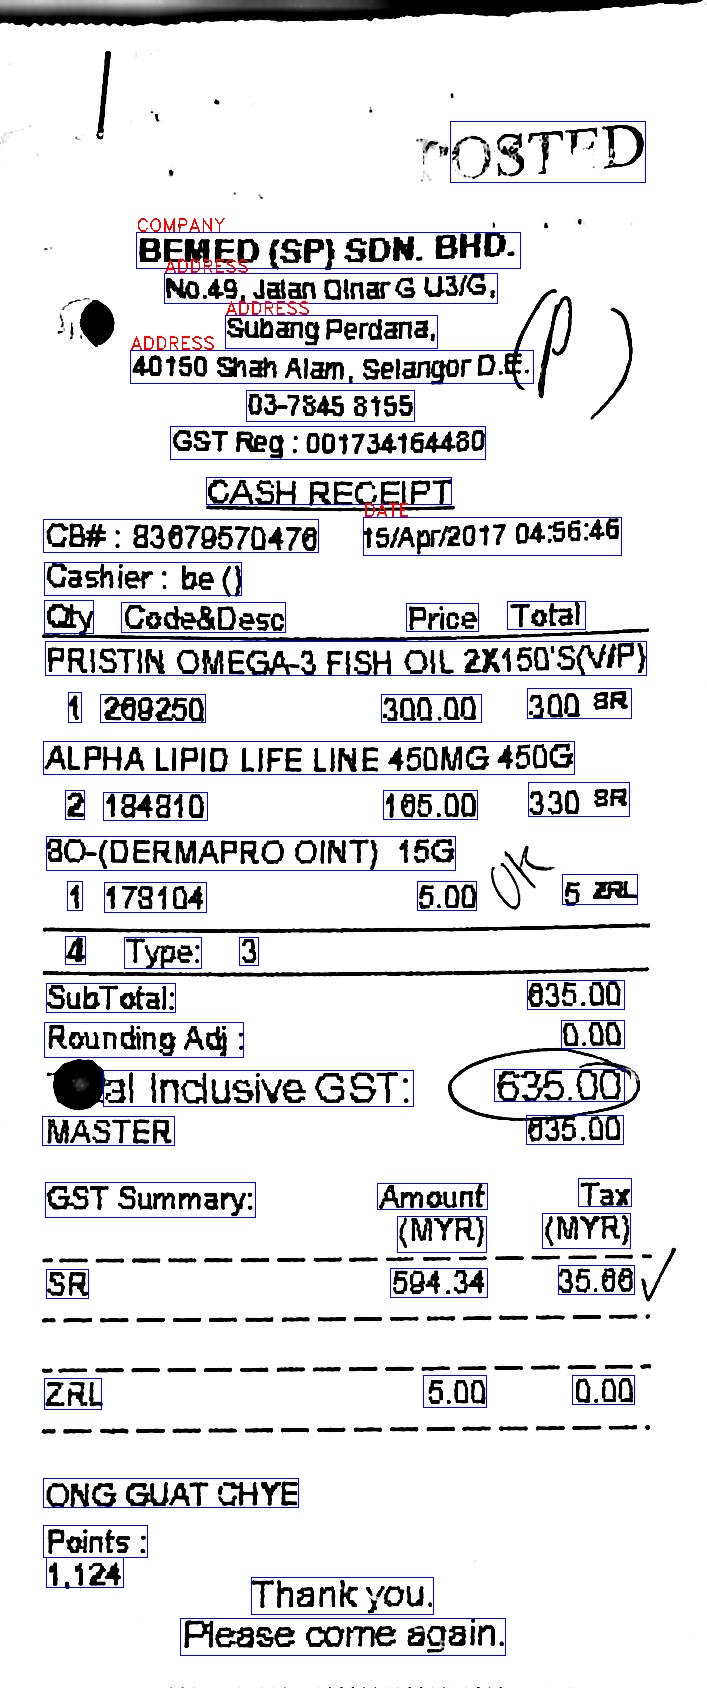 POSTED
COMPANY
BEMED (SP) SDN. BHD.
ADDRESS
No.49, Jalan Dinar G U3/G,
ADDRESS
Subang Perdana,
ADDRESS
40150 Shah Alam, Selangor D.E.
(P)
03-7845 8155
GST Reg : 001734164480
CASH RECEIPT
DATE
CB# : 83679570476 15/Apr/2017 04:56:46
Cashier : be ()
Qty Code&Desc Price Total
PRISTIN OMEGA-3 FISH OIL 2X150'S(VIP)
1 269250 300.00 300 SR
ALPHA LIPID LIFE LINE 450MG 450G
2 184810 165.00 330 SR
8O-(DERMAPRO OINT) 15G
OK
1 178104 5.00 5 ZRL
4 Type: 3
SubTotal: 635.00
Rounding Adj : 0.00
al Inclusive GST: 635.00
MASTER 635.00
GST Summary: Amount Tax
(MYR) (MYR)
SR 594.34 35.66
ZRL 5.00 0.00
ONG GUAT CHYE
Points :
1,124
Thank you.
Please come again.